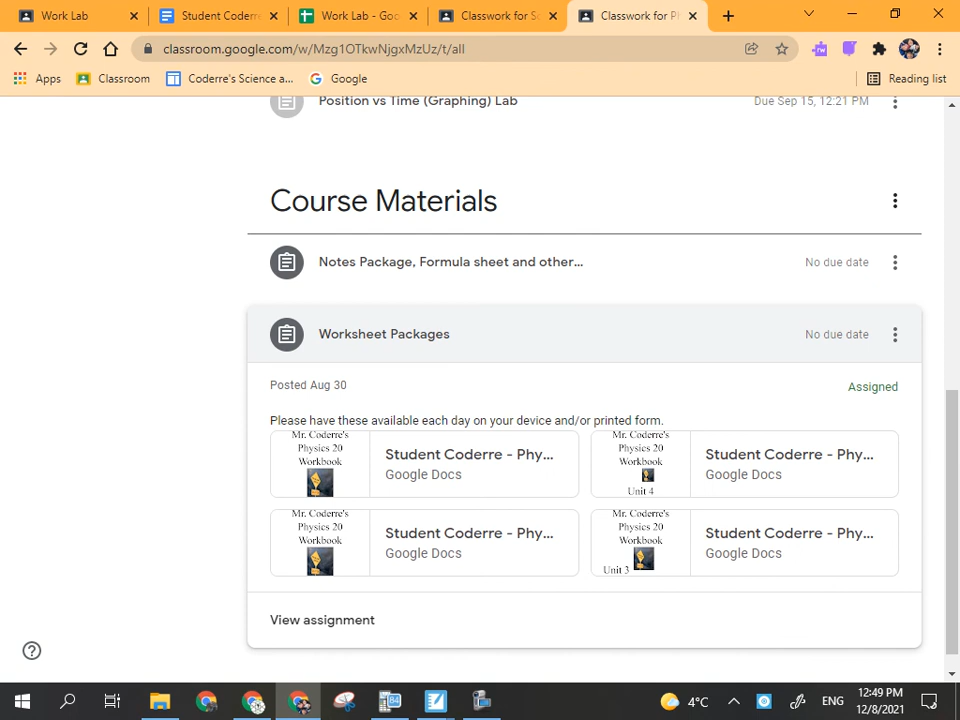 Work Lab
Student Coderre
Work Lab - Goo
Classwork for Sc
Classwork for Ph
classroom.google.com/w/Mzg1OTkwNjgxMzUz/t/all
Apps
Classroom
Coderre's Science a...
Google
Reading list
Position vs Time (Graphing) Lab
Due Sep 15, 12:21 PM
Course Materials
Notes Package, Formula sheet and other...
No due date
Worksheet Packages
No due date
Posted Aug 30
Assigned
Please have these available each day on your device and/or printed form.
Mr. Coderre's
Physics 20
Workbook
Student Coderre - Phy...
Google Docs
Mr. Coderre's
Physics 20
Workbook
Unit 4
Student Coderre - Phy...
Google Docs
Mr. Coderre's
Physics 20
Workbook
Student Coderre - Phy...
Google Docs
Mr. Coderre's
Physics 20
Workbook
Unit 3
Student Coderre - Phy...
Google Docs
View assignment
4°C
ENG
12:49 PM
12/8/2021